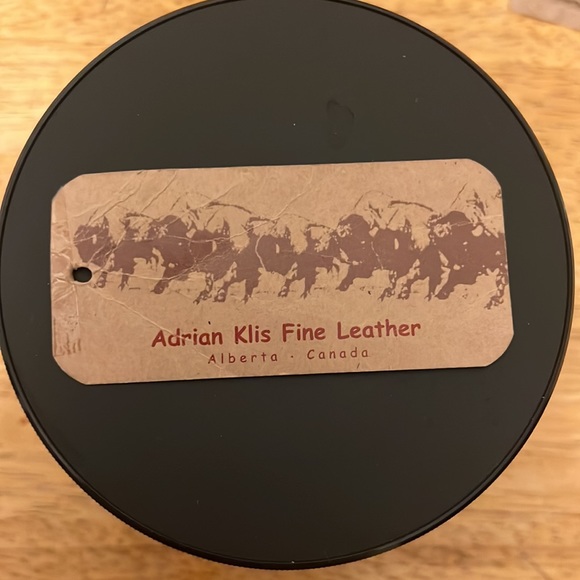 Adrian Klis Fine Leather
Alberta · Canada